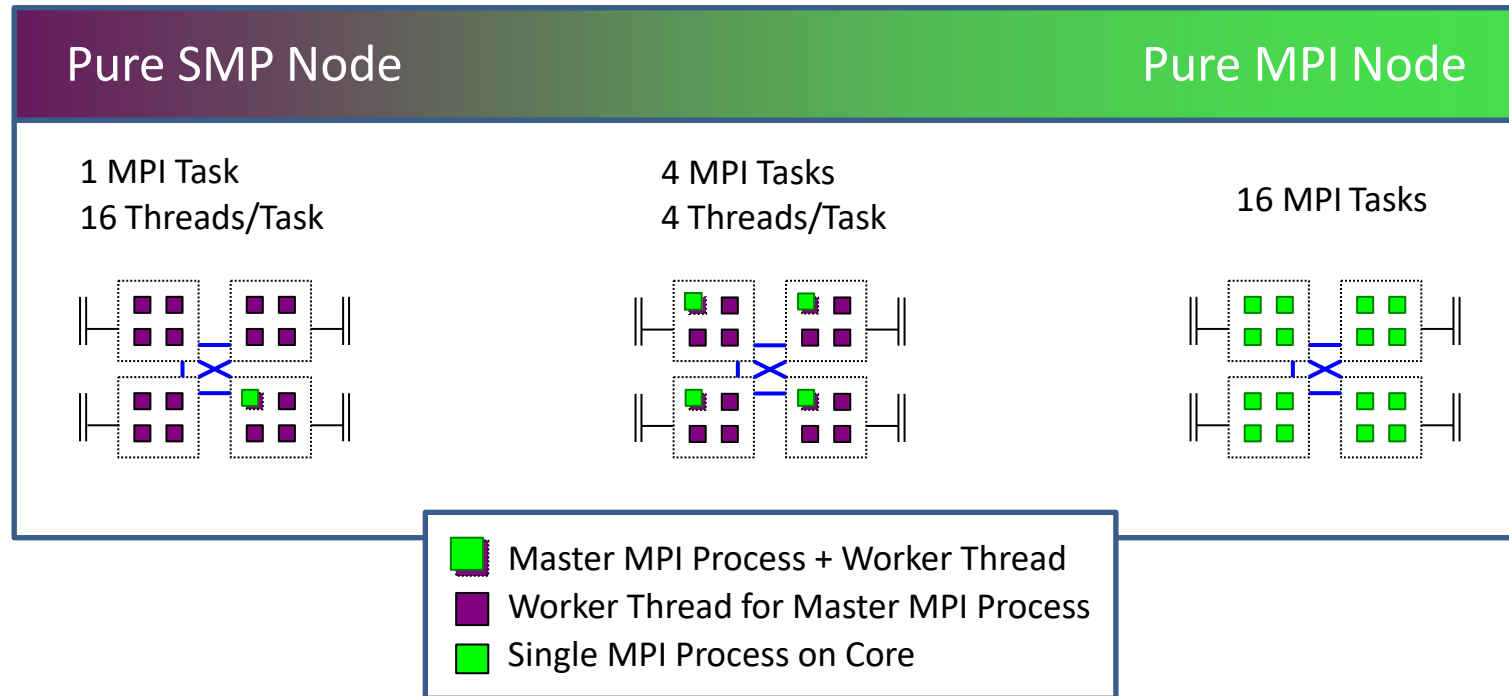 Pure SMP Node
Pure MPI Node
1 MPI Task
16 Threads/Task
4 MPI Tasks
4 Threads/Task
16 MPI Tasks
Master MPI Process + Worker Thread
Worker Thread for Master MPI Process
Single MPI Process on Core